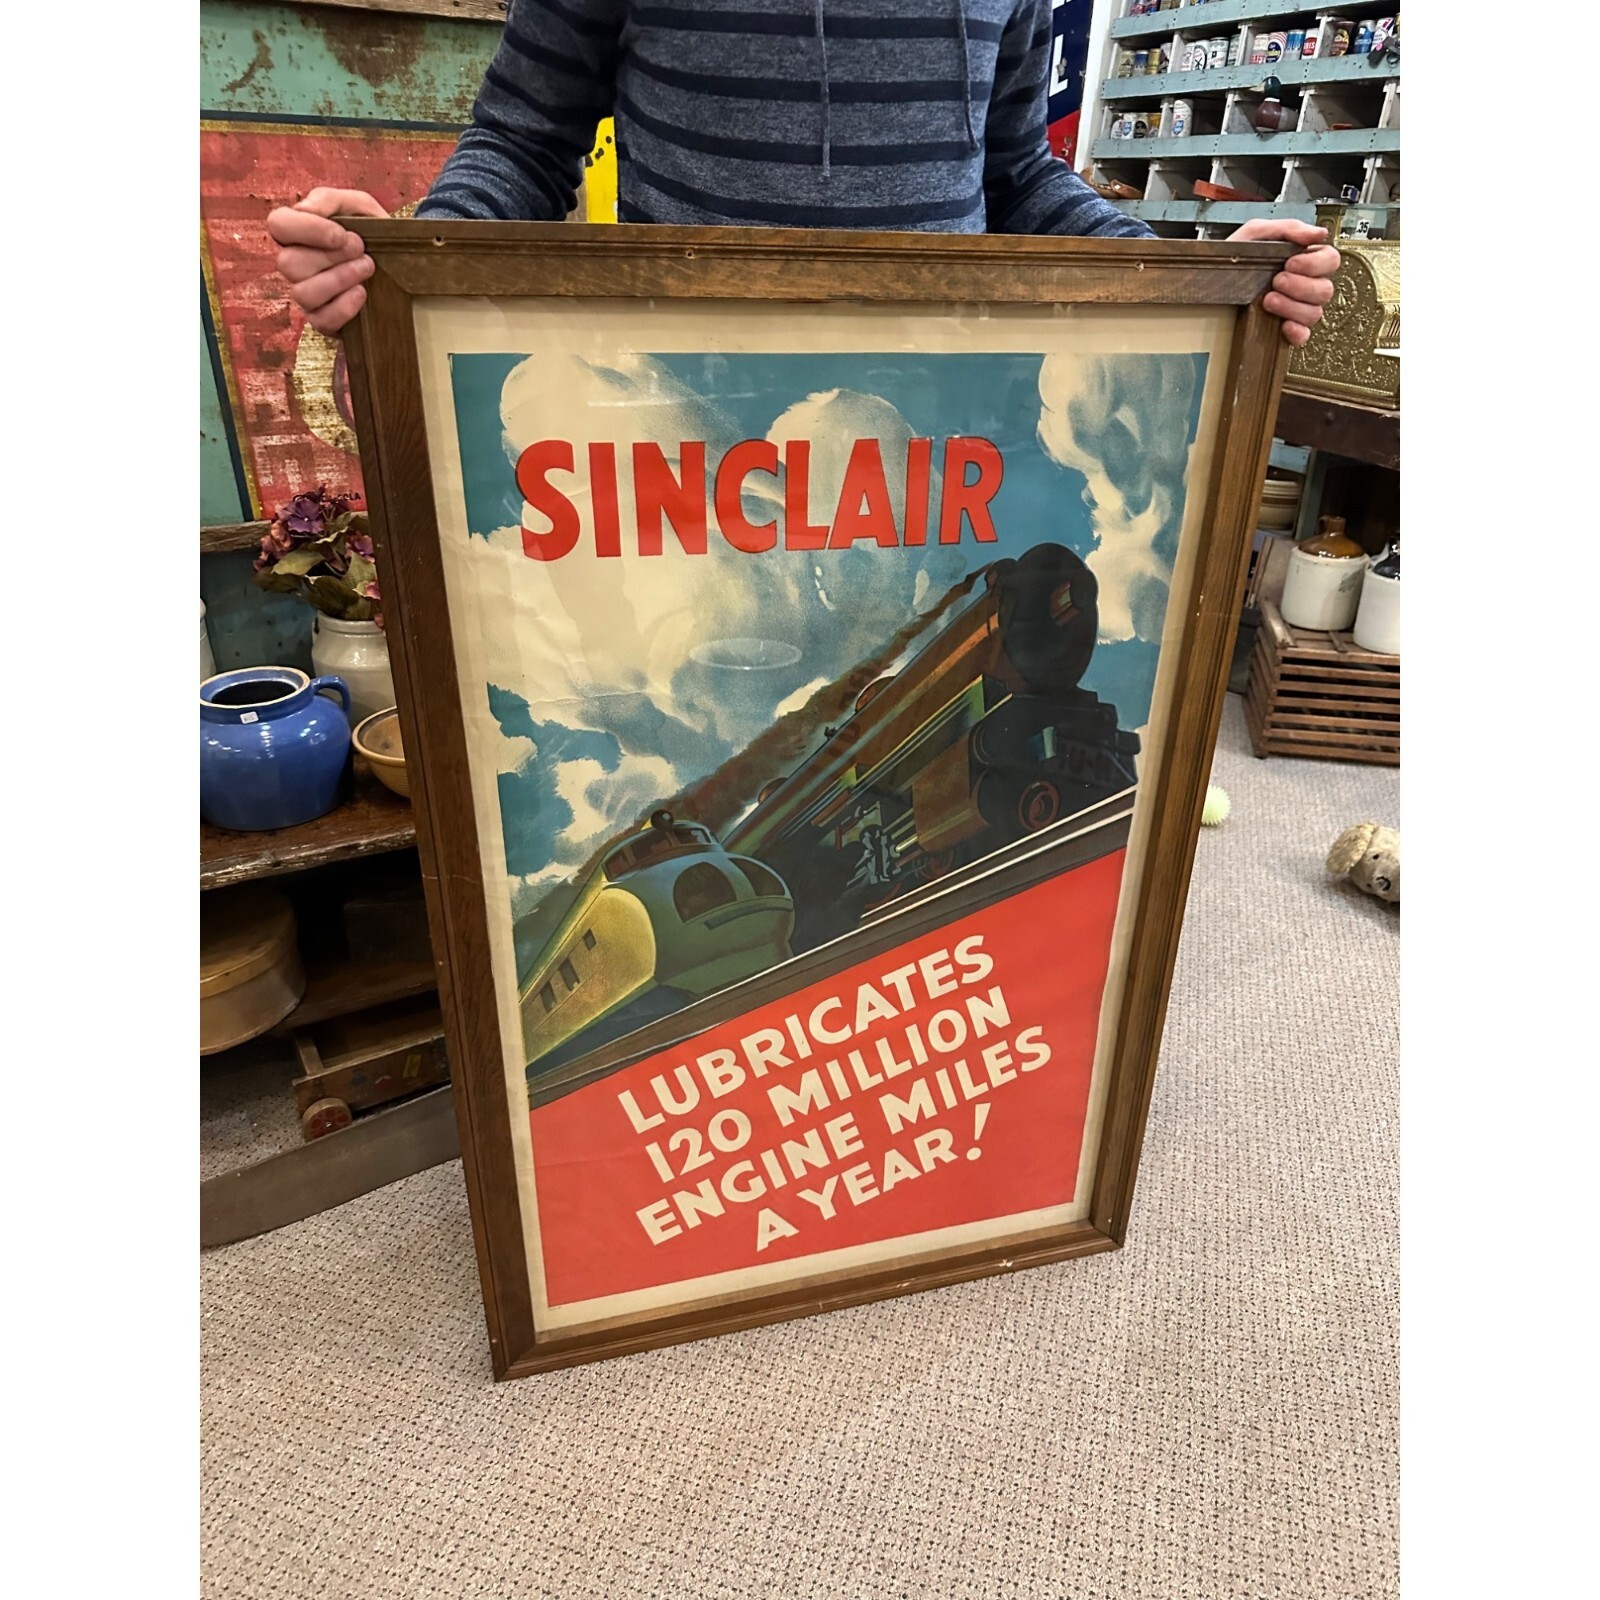 SINCLAIR
LUBRICATES
120 MILLION
ENGINE MILES
A YEAR!